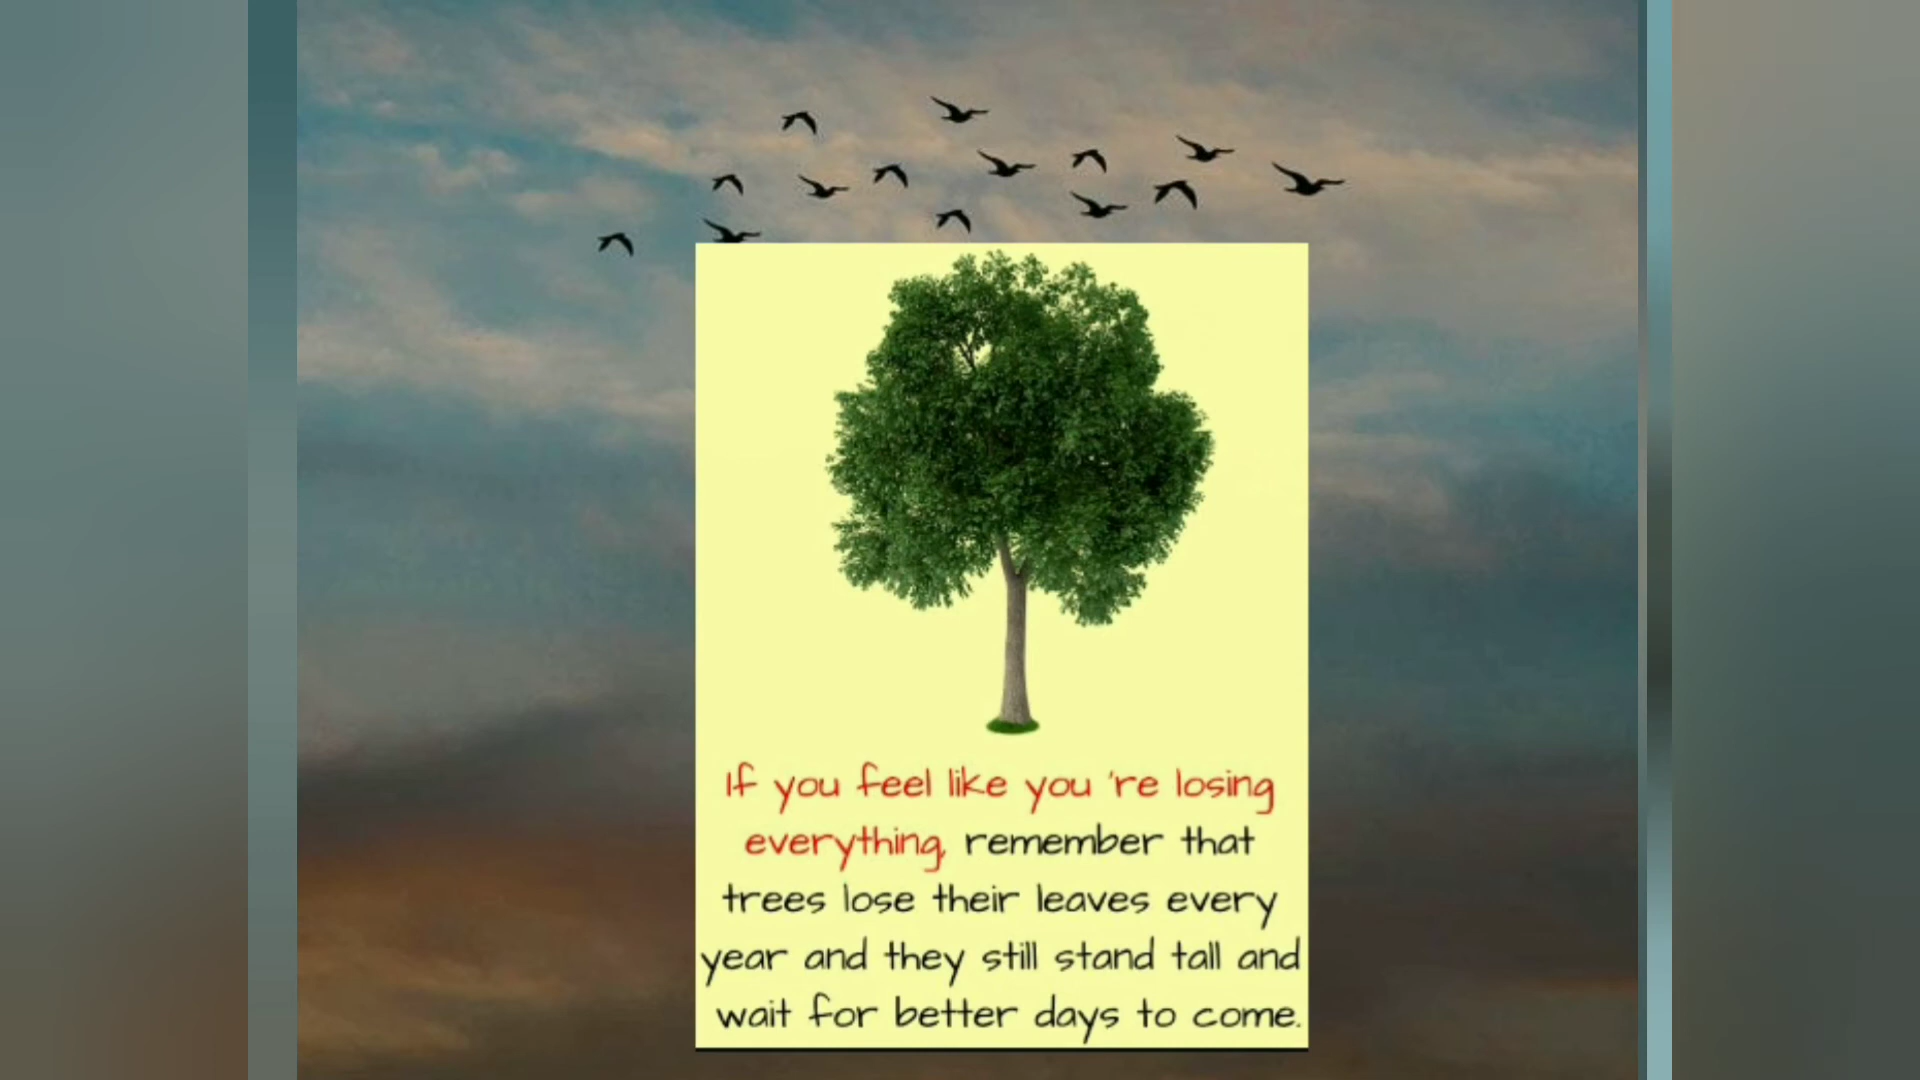 If you feel like you 're losing
everything, remember that
trees lose their leaves every
year and they still stand tall and
wait for better days to come.